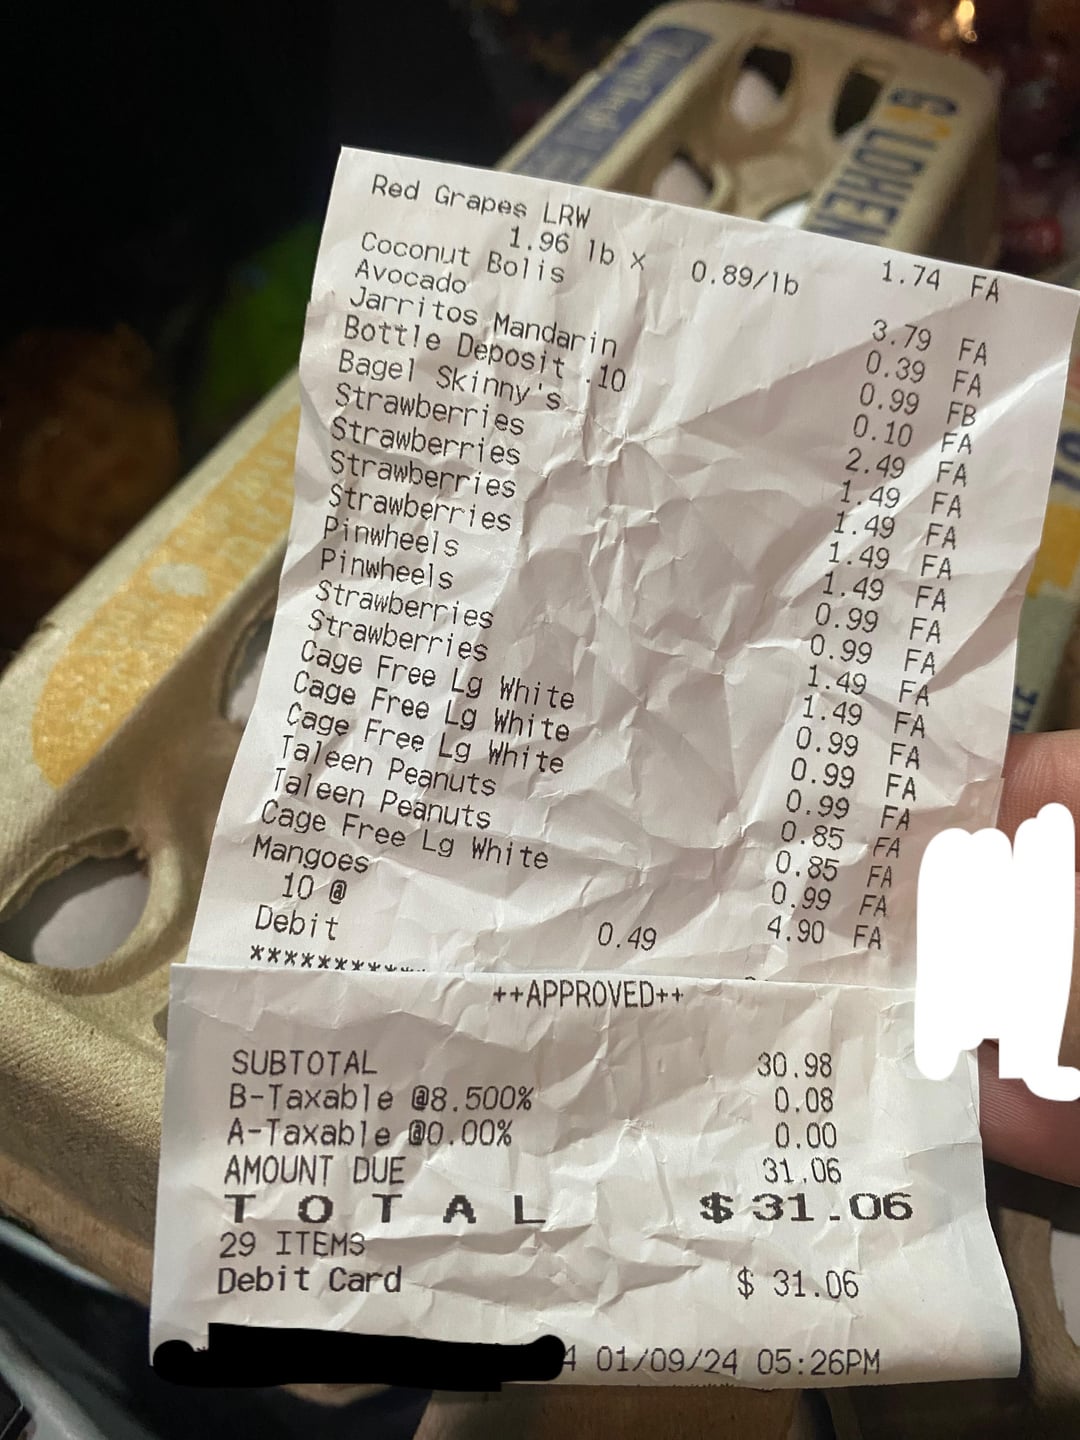 GOLDHEN
Red Grapes LRW
1.96 lb x 0.89/lb 1.74 FA
Coconut Bolis 3.79 FA
Avocado 0.39 FA
Jarritos Mandarin 0.99 FB
Bottle Deposit .10 0.10 FA
Bagel Skinny's 2.49 FA
Strawberries 1.49 FA
Strawberries 1.49 FA
Strawberries 1.49 FA
Strawberries 1.49 FA
Pinwheels 0.99 FA
Pinwheels 0.99 FA
Strawberries 1.49 FA
Strawberries 1.49 FA
Cage Free Lg White 0.99 FA
Cage Free Lg White 0.99 FA
Cage Free Lg White 0.99 FA
Taleen Peanuts 0.85 FA
Taleen Peanuts 0.85 FA
Cage Free Lg White 0.99 FA
Mangoes
10 @ 0.49 4.90 FA
Debit
++APPROVED++
SUBTOTAL 30.98
B-Taxable @8.500% 0.08
A-Taxable @0.00% 0.00
AMOUNT DUE 31.06
TOTAL $31.06
29 ITEMS
Debit Card $ 31.06
4 01/09/24 05:26PM